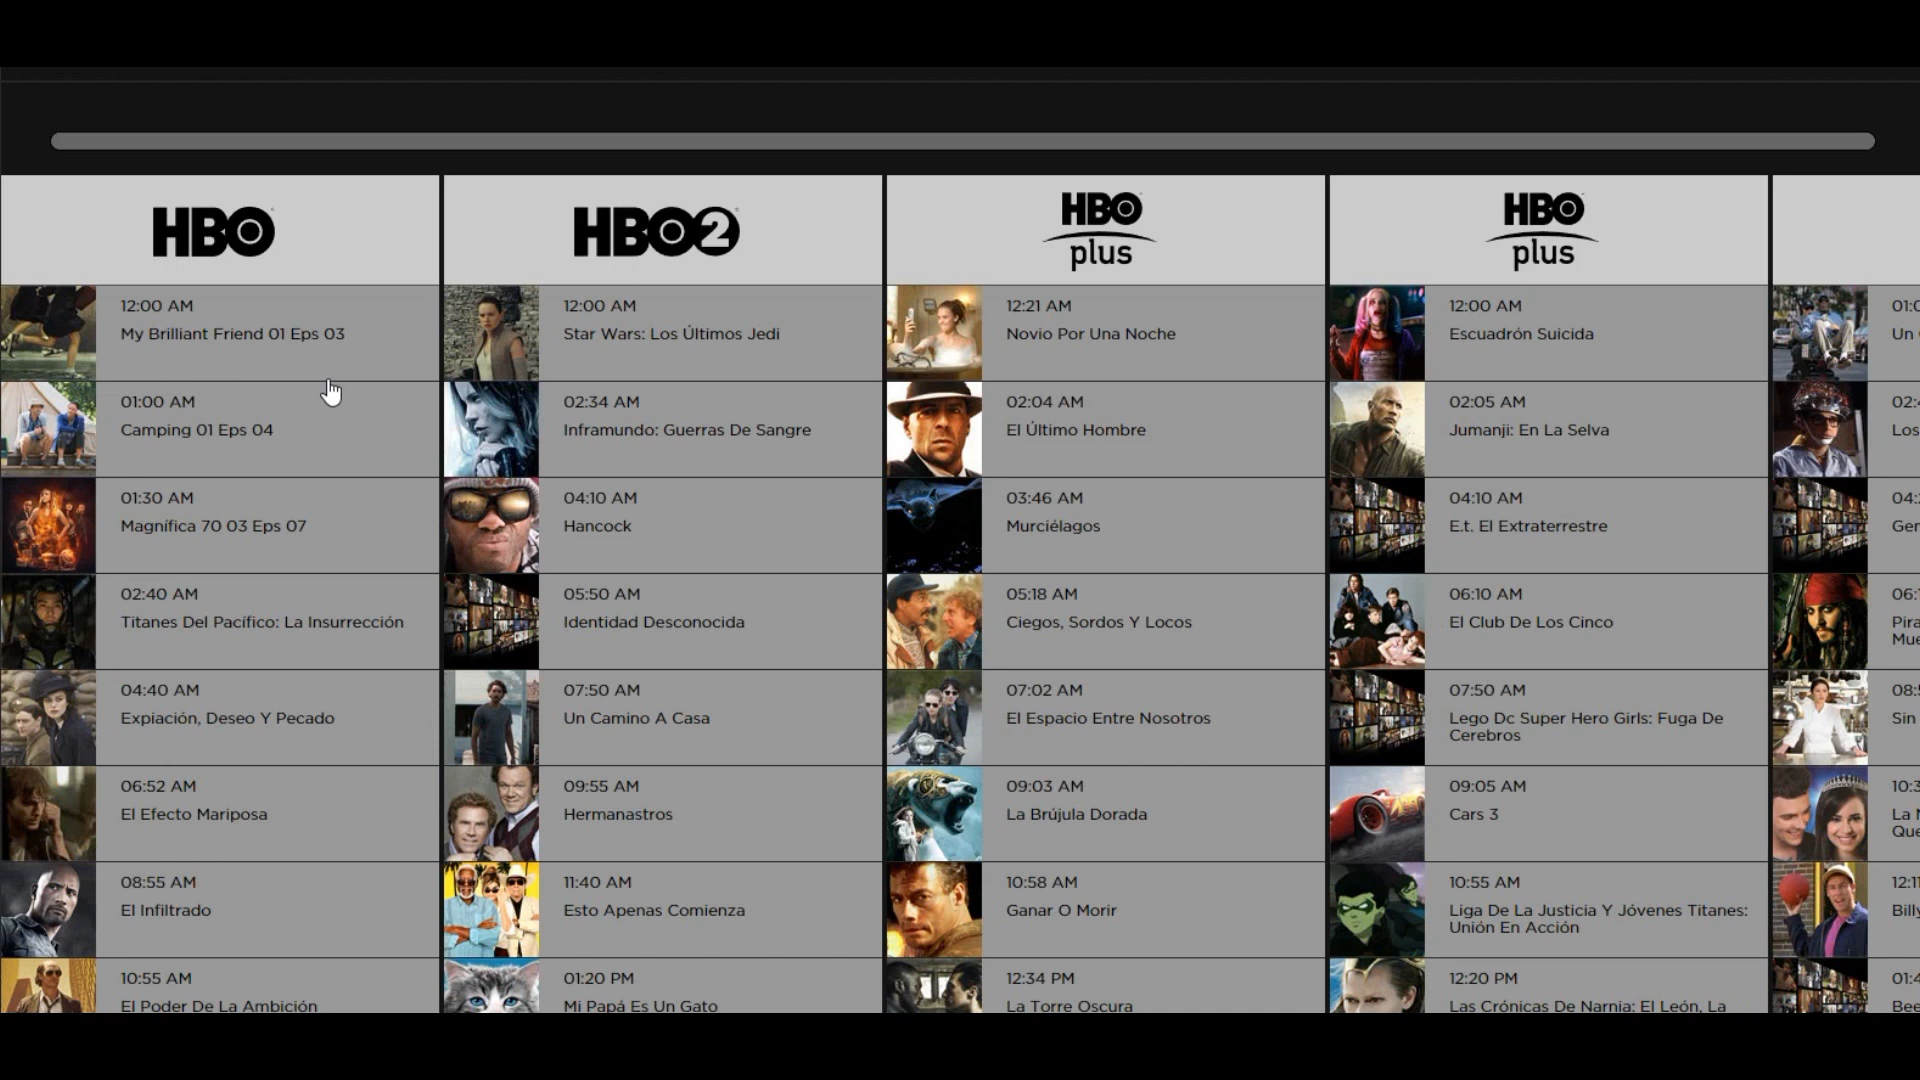 HBO
12:00 AM
My Brilliant Friend 01 Eps 03
01:00 AM
Camping 01 Eps 04
01:30 AM
Magnífica 70 03 Eps 07
02:40 AM
Titanes Del Pacífico: La Insurrección
04:40 AM
Expiación, Deseo Y Pecado
06:52 AM
El Efecto Mariposa
08:55 AM
El Infiltrado
10:55 AM
El Poder De La Ambición
HBO2
12:00 AM
Star Wars: Los Últimos Jedi
02:34 AM
Inframundo: Guerras De Sangre
04:10 AM
Hancock
05:50 AM
Identidad Desconocida
07:50 AM
Un Camino A Casa
09:55 AM
Hermanastros
11:40 AM
Esto Apenas Comienza
01:20 PM
Mi Papá Es Un Gato
HBO
plus
12:21 AM
Novio Por Una Noche
02:04 AM
El Último Hombre
03:46 AM
Murciélagos
05:18 AM
Ciegos, Sordos Y Locos
07:02 AM
El Espacio Entre Nosotros
09:03 AM
La Brújula Dorada
10:58 AM
Ganar O Morir
12:34 PM
La Torre Oscura
HBO
plus
12:00 AM
Escuadrón Suicida
02:05 AM
Jumanji: En La Selva
04:10 AM
E.t. El Extraterrestre
06:10 AM
El Club De Los Cinco
07:50 AM
Lego Dc Super Hero Girls: Fuga De
Cerebros
09:05 AM
Cars 3
10:55 AM
Liga De La Justicia Y Jóvenes Titanes:
Unión En Acción
12:20 PM
Las Crónicas De Narnia: El León, La
Un
Los
Sin